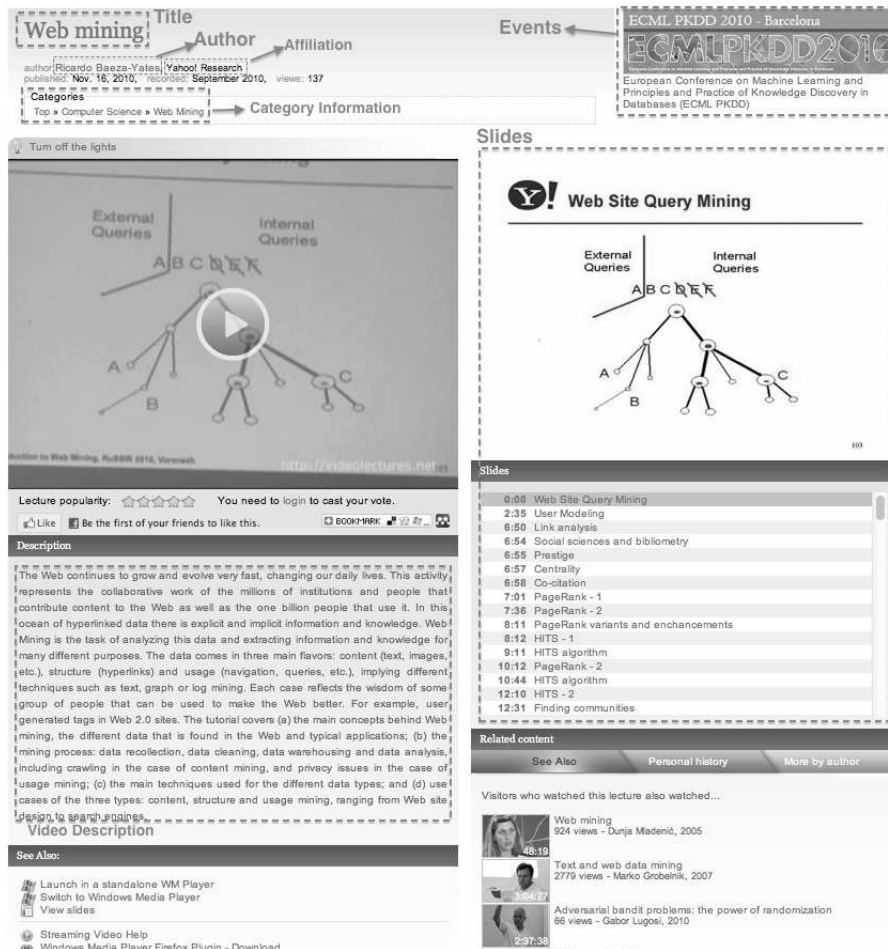 Web mining
Title
Author
Affiliation
author: Ricardo Baeza-Yates, Yahoo! Research
published: Nov. 16, 2010, recorded: September 2010, views: 137
Categories
Top » Computer Science » Web Mining
Category Information
Events
ECML PKDD 2010 - Barcelona
ECMLPKDD2010
European Conference on Machine Learning and
Principles and Practice of Knowledge Discovery in
Databases (ECML PKDD)
Turn off the lights
External
Queries
Internal
Queries
A B C D E F
A
B
C
duction to Web Mining, RuSSIR 2010, Voronezh
http://videolectures.net
103
Lecture popularity:
You need to login to cast your vote.
Like
Be the first of your friends to like this.
BOOKMARK
Description
The Web continues to grow and evolve very fast, changing our daily lives. This activity
represents the collaborative work of the millions of institutions and people that
contribute content to the Web as well as the one billion people that use it. In this
ocean of hyperlinked data there is explicit and implicit information and knowledge. Web
Mining is the task of analyzing this data and extracting information and knowledge for
many different purposes. The data comes in three main flavors: content (text, images,
etc.), structure (hyperlinks) and usage (navigation, queries, etc.), implying different
techniques such as text, graph or log mining. Each case reflects the wisdom of some
group of people that can be used to make the Web better. For example, user
generated tags in Web 2.0 sites. The tutorial covers (a) the main concepts behind Web
mining, the different data that is found in the Web and typical applications; (b) the
mining process: data recollection, data cleaning, data warehousing and data analysis,
including crawling in the case of content mining, and privacy issues in the case of
usage mining; (c) the main techniques used for the different data types; and (d) use
cases of the three types: content, structure and usage mining, ranging from Web site
design to search engines.
Video Description
See Also:
Launch in a standalone WM Player
Switch to Windows Media Player
View slides
Streaming Video Help
Windows Media Player Firefox Plugin - Download
Slides
Y! Web Site Query Mining
External
Queries
Internal
Queries
A B C D E F
A
B
C
103
Slides
0:00 Web Site Query Mining
2:35 User Modeling
6:50 Link analysis
6:54 Social sciences and bibliometry
6:55 Prestige
6:57 Centrality
6:58 Co-citation
7:01 PageRank - 1
7:36 PageRank - 2
8:11 PageRank variants and enchancements
8:12 HITS - 1
9:11 HITS algorithm
10:12 PageRank - 2
10:44 HITS algorithm
12:10 HITS - 2
12:31 Finding communities
Related content
See Also
Personal history
More by author
Visitors who watched this lecture also watched...
Web mining
924 views - Dunja Mladenić, 2005
48:19
Text and web data mining
2779 views - Marko Grobelnik, 2007
3:04:27
Adversarial bandit problems: the power of randomization
66 views - Gabor Lugosi, 2010
2:37:38